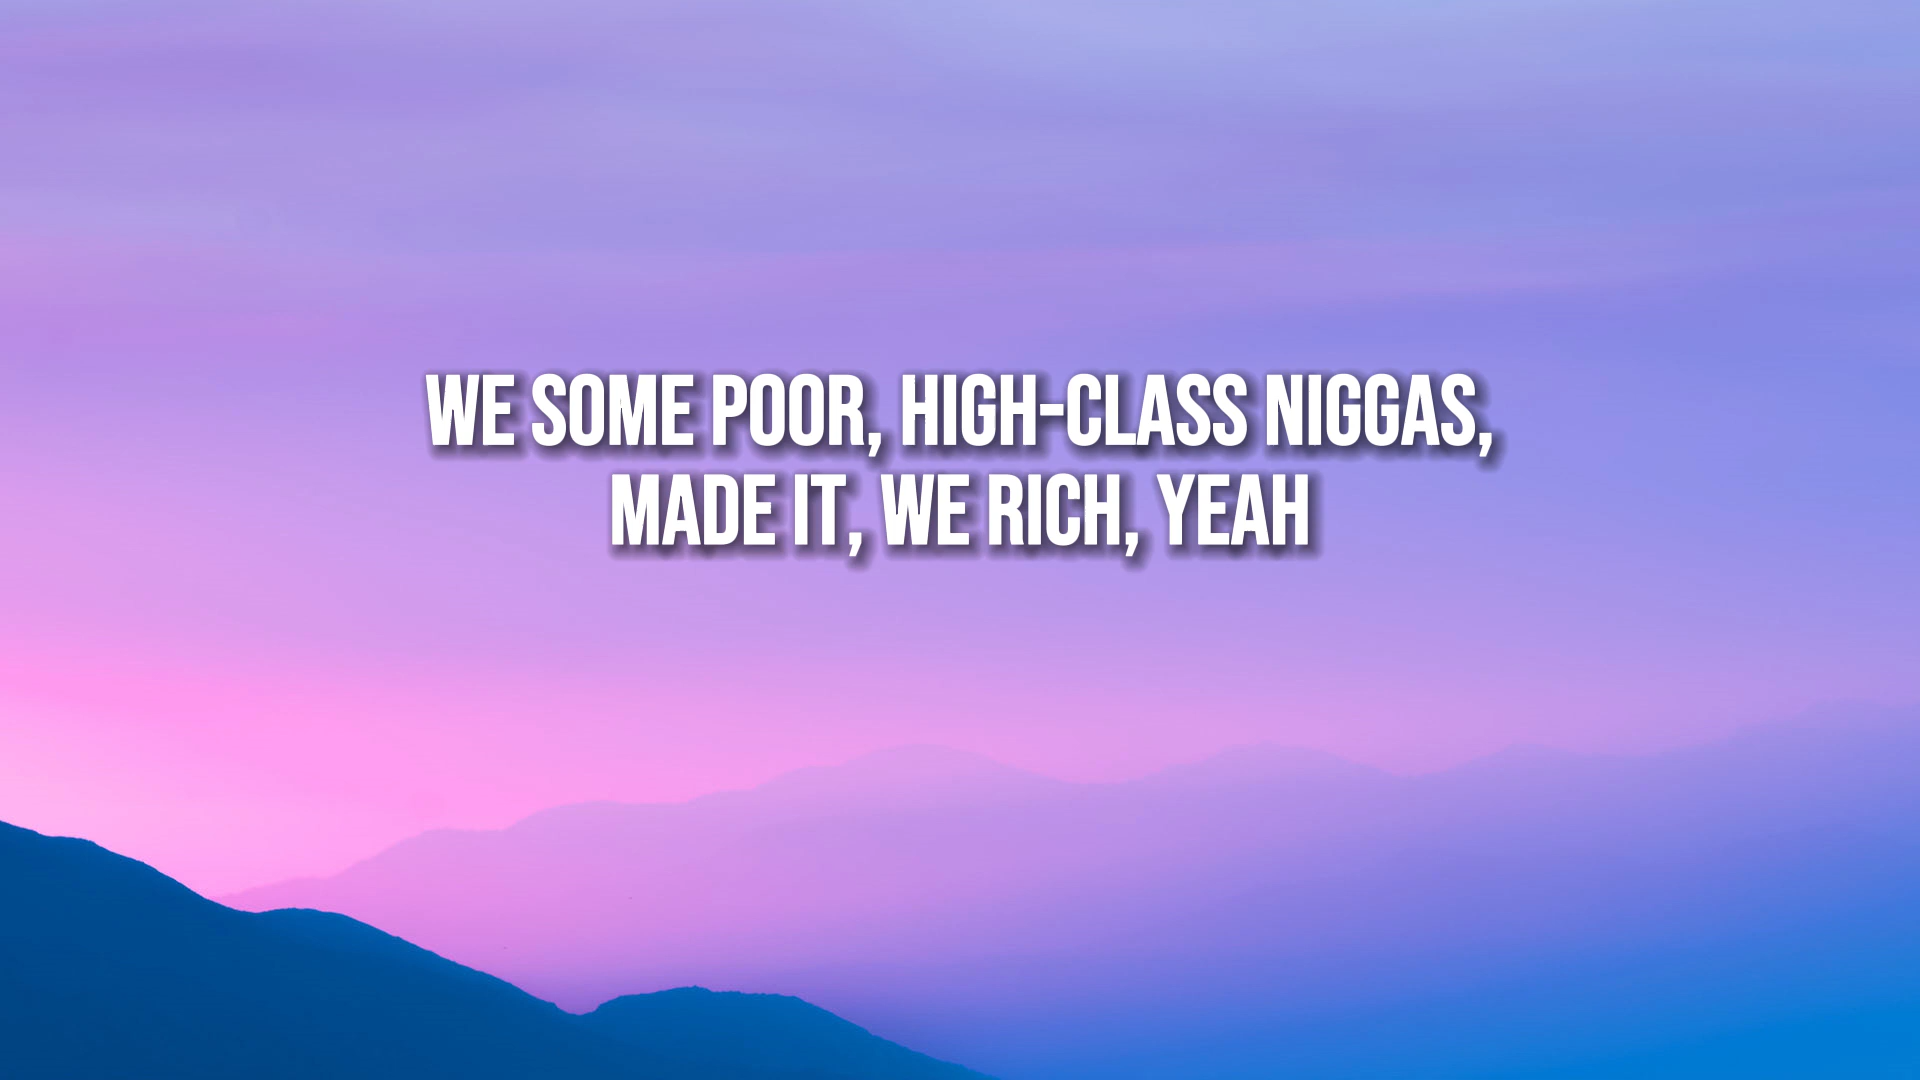 WE SOME POOR, HIGH-CLASS NIGGAS,
MADE IT, WE RICH, YEAH